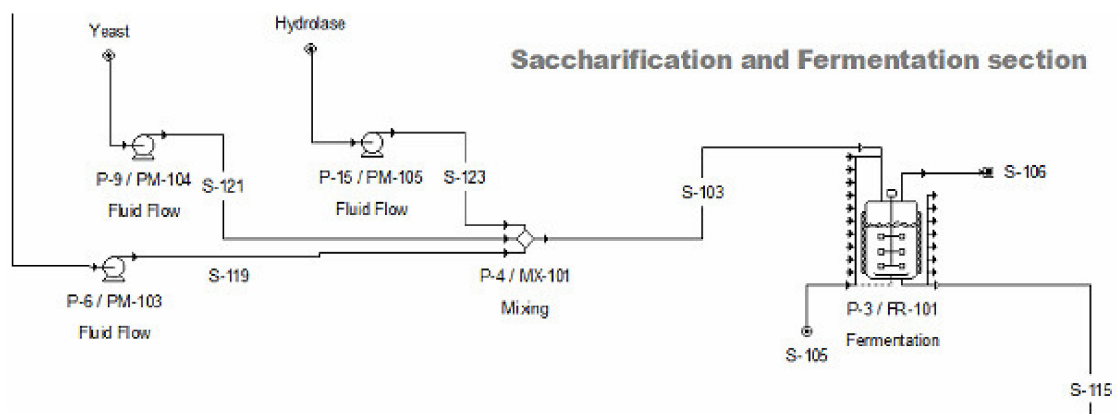 Yeast
Hydrolase
Saccharification and Fermentation section
P-9 / PM-104
S-121
Fluid Flow
P-15 / PM-105
S-123
Fluid Flow
S-103
S-106
S-119
P-6 / PM-103
Fluid Flow
P-4 / MX-101
Mixing
P-3 / FR-101
Fermentation
S-105
S-115